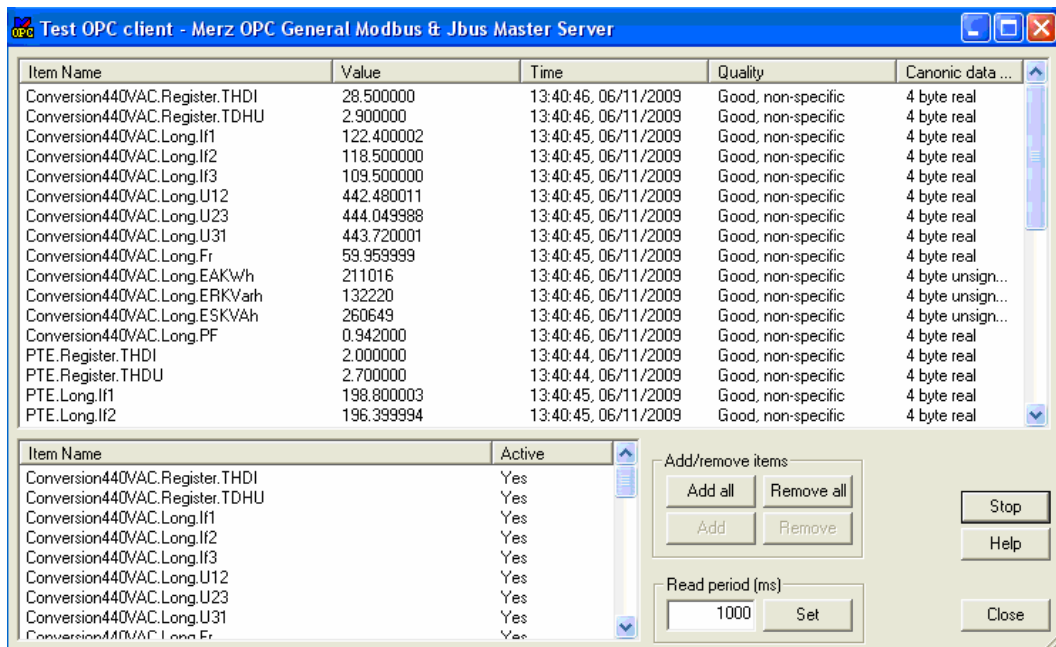 Test OPC client - Merz OPC General Modbus & Jbus Master Server
Item Name Value Time Quality Canonic data ...
Conversion440VAC.Register.THDI 28.500000 13:40:46, 06/11/2009 Good, non-specific 4 byte real
Conversion440VAC.Register.TDHU 2.900000 13:40:46, 06/11/2009 Good, non-specific 4 byte real
Conversion440VAC.Long.If1 122.400002 13:40:45, 06/11/2009 Good, non-specific 4 byte real
Conversion440VAC.Long.If2 118.500000 13:40:45, 06/11/2009 Good, non-specific 4 byte real
Conversion440VAC.Long.If3 109.500000 13:40:45, 06/11/2009 Good, non-specific 4 byte real
Conversion440VAC.Long.U12 442.480011 13:40:45, 06/11/2009 Good, non-specific 4 byte real
Conversion440VAC.Long.U23 444.049988 13:40:45, 06/11/2009 Good, non-specific 4 byte real
Conversion440VAC.Long.U31 443.720001 13:40:45, 06/11/2009 Good, non-specific 4 byte real
Conversion440VAC.Long.Fr 59.959999 13:40:45, 06/11/2009 Good, non-specific 4 byte real
Conversion440VAC.Long.EAKWh 211016 13:40:46, 06/11/2009 Good, non-specific 4 byte unsign...
Conversion440VAC.Long.ERKVarh 132220 13:40:46, 06/11/2009 Good, non-specific 4 byte unsign...
Conversion440VAC.Long.ESKVAh 260649 13:40:46, 06/11/2009 Good, non-specific 4 byte unsign...
Conversion440VAC.Long.PF 0.942000 13:40:46, 06/11/2009 Good, non-specific 4 byte real
PTE.Register.THDI 2.000000 13:40:44, 06/11/2009 Good, non-specific 4 byte real
PTE.Register.THDU 2.700000 13:40:44, 06/11/2009 Good, non-specific 4 byte real
PTE.Long.If1 198.800003 13:40:45, 06/11/2009 Good, non-specific 4 byte real
PTE.Long.If2 196.399994 13:40:45, 06/11/2009 Good, non-specific 4 byte real
Item Name Active
Conversion440VAC.Register.THDI Yes
Conversion440VAC.Register.TDHU Yes
Conversion440VAC.Long.If1 Yes
Conversion440VAC.Long.If2 Yes
Conversion440VAC.Long.If3 Yes
Conversion440VAC.Long.U12 Yes
Conversion440VAC.Long.U23 Yes
Conversion440VAC.Long.U31 Yes
Conversion440VAC.Long.Fr Yes
Add/remove items
Add all Remove all
Add Remove
Read period (ms)
1000 Set
Stop
Help
Close